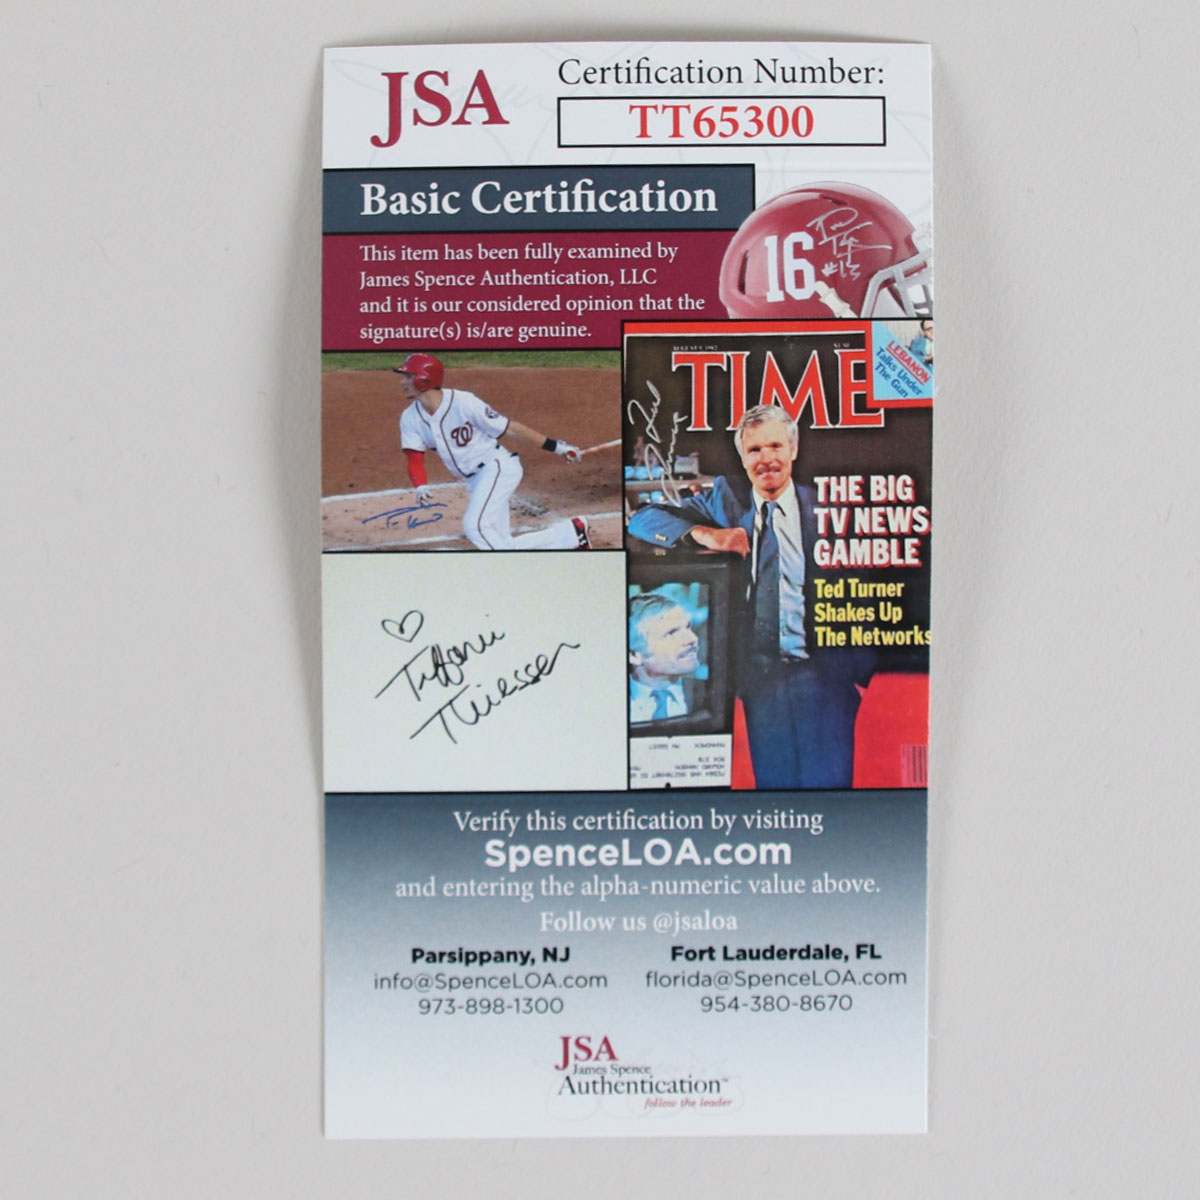 JSA
Certification Number:
TT65300
Basic Certification
This item has been fully examined by
James Spence Authentication, LLC
and it is our considered opinion that the
signature(s) is/are genuine.
16
#13
W
TIME
LEBANON
Talks Under
The Gun
THE BIG
TV NEWS
GAMBLE
Ted Turner
Shakes Up
The Networks
Tiffani
Thiessen
Verify this certification by visiting
SpenceLOA.com
and entering the alpha-numeric value above.
Follow us @jsaloa
Parsippany, NJ
info@SpenceLOA.com
973-898-1300
Fort Lauderdale, FL
florida@SpenceLOA.com
954-380-8670
JSA
James Spence
Authentication™
follow the leader